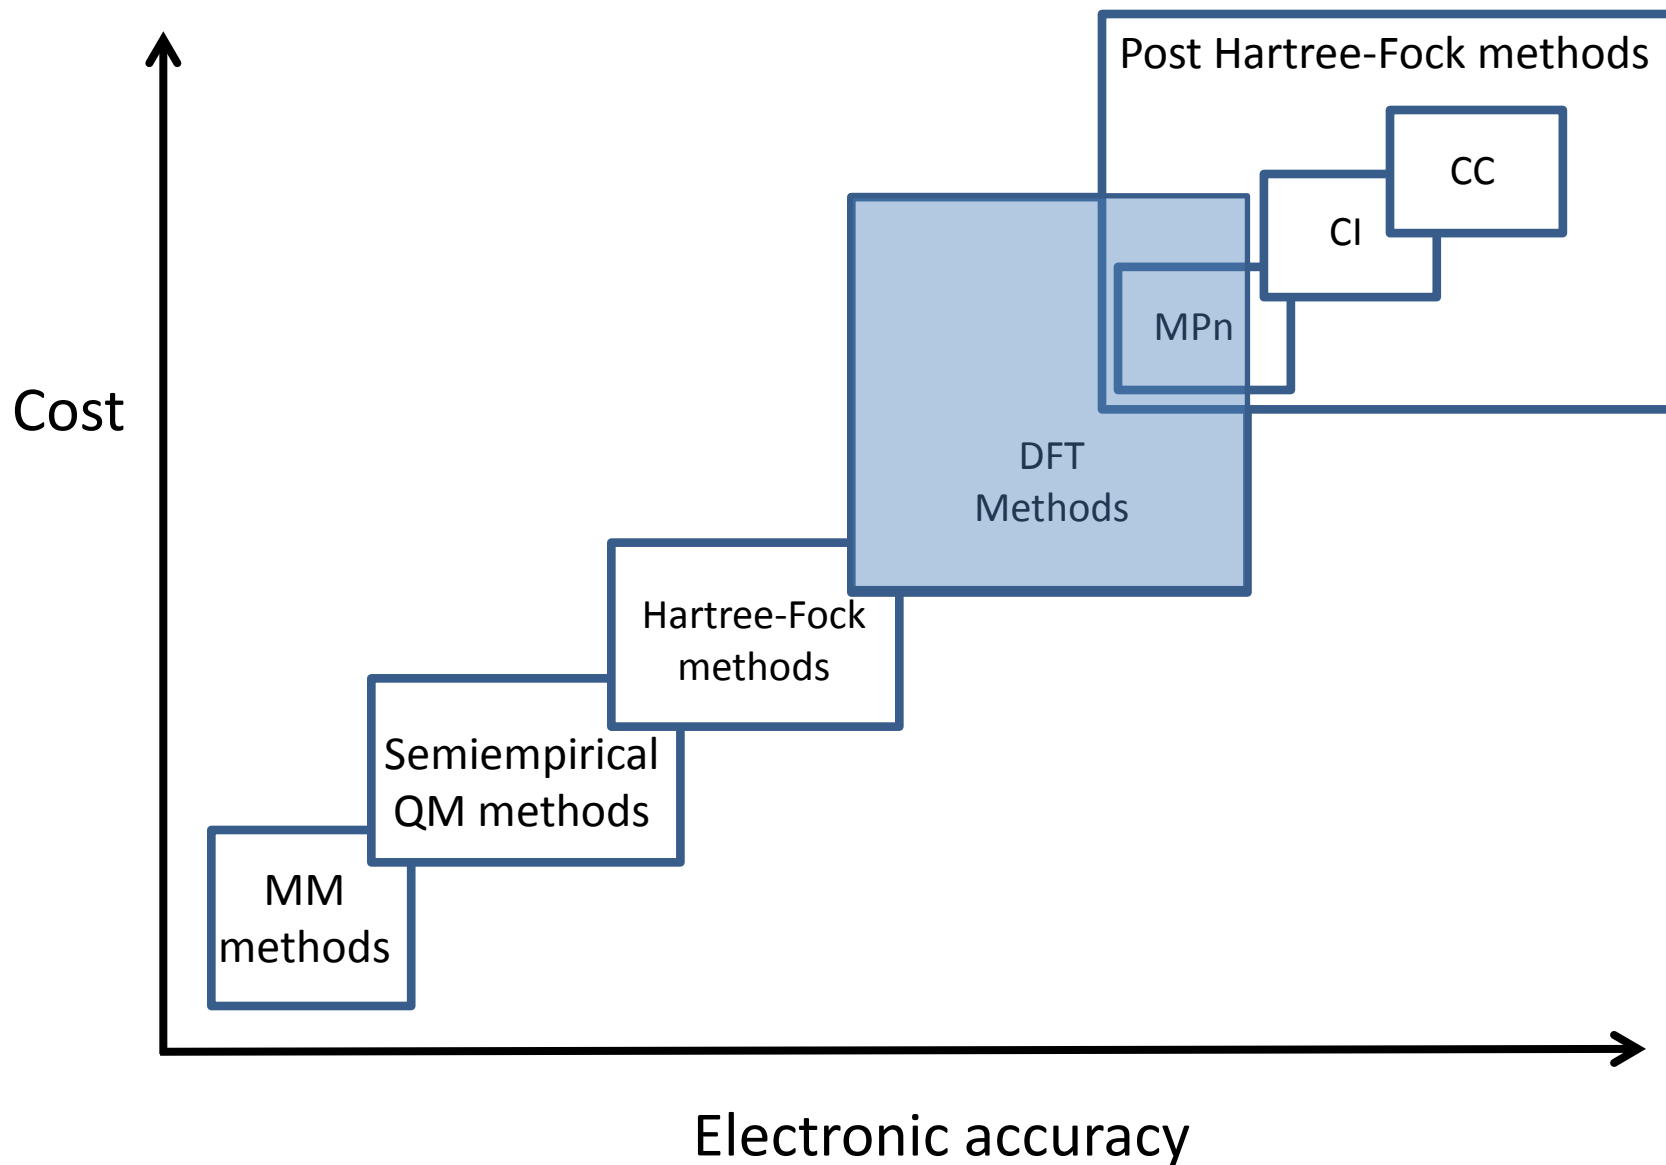 Post Hartree-Fock methods
CC
CI
MPn
Cost
DFT
Methods
Hartree-Fock
methods
Semiempirical
QM methods
MM
methods
Electronic accuracy